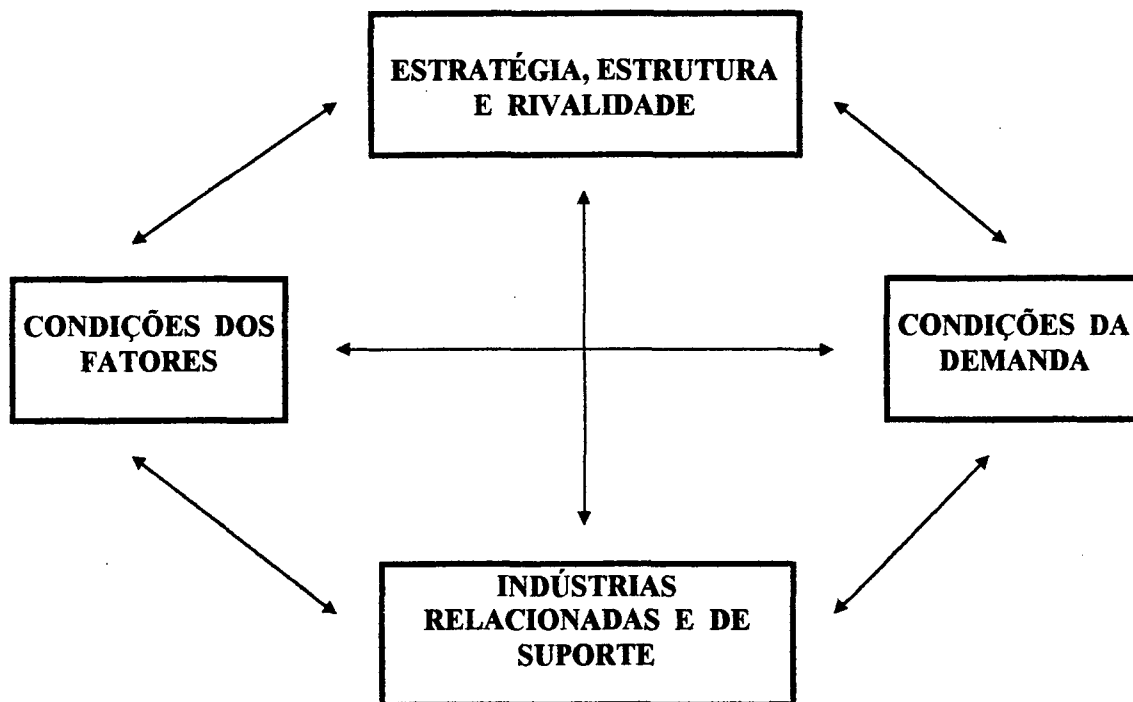 ESTRATÉGIA, ESTRUTURA
E RIVALIDADE
CONDIÇÕES DOS
FATORES
CONDIÇÕES DA
DEMANDA
INDÚSTRIAS
RELACIONADAS E DE
SUPORTE